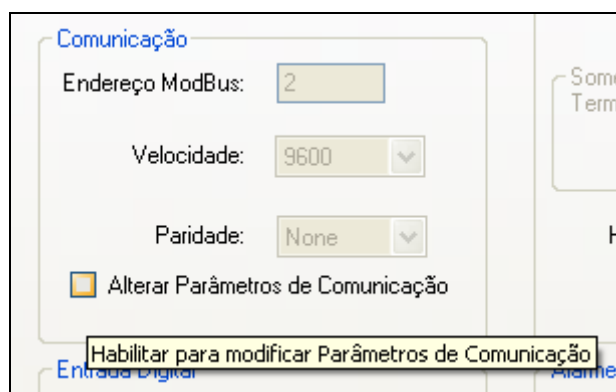 Comunicação
Endereço ModBus: 2
Velocidade: 9600
Paridade: None
Alterar Parâmetros de Comunicação
Habilitar para modificar Parâmetros de Comunicação